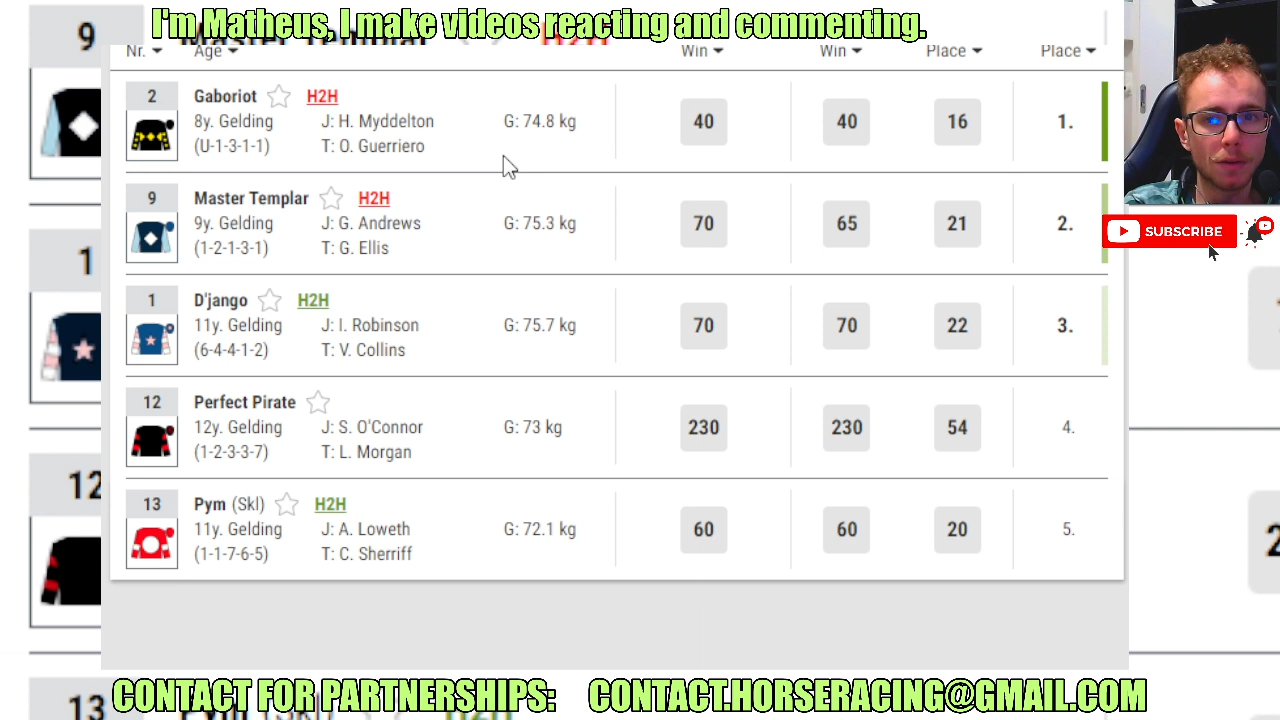 I'm Matheus, I make videos reacting and commenting.
9 Master Templar H2H
Nr. Age Win Win Place Place
2 Gaboriot H2H
8y. Gelding J: H. Myddelton G: 74.8 kg 40 40 16 1.
(U-1-3-1-1) T: O. Guerriero
9 Master Templar H2H
9y. Gelding J: G. Andrews G: 75.3 kg 70 65 21 2.
(1-2-1-3-1) T: G. Ellis
SUBSCRIBE
1 D'jango H2H
11y. Gelding J: I. Robinson G: 75.7 kg 70 70 22 3.
(6-4-4-1-2) T: V. Collins
12 Perfect Pirate
12y. Gelding J: S. O'Connor G: 73 kg 230 230 54 4.
(1-2-3-3-7) T: L. Morgan
12
13 Pym (Skl) H2H
11y. Gelding J: A. Loweth G: 72.1 kg 60 60 20 5.
(1-1-7-6-5) T: C. Sherriff
CONTACT FOR PARTNERSHIPS: CONTACT.HORSERACING@GMAIL.COM
13 Pym (Skl) H2H